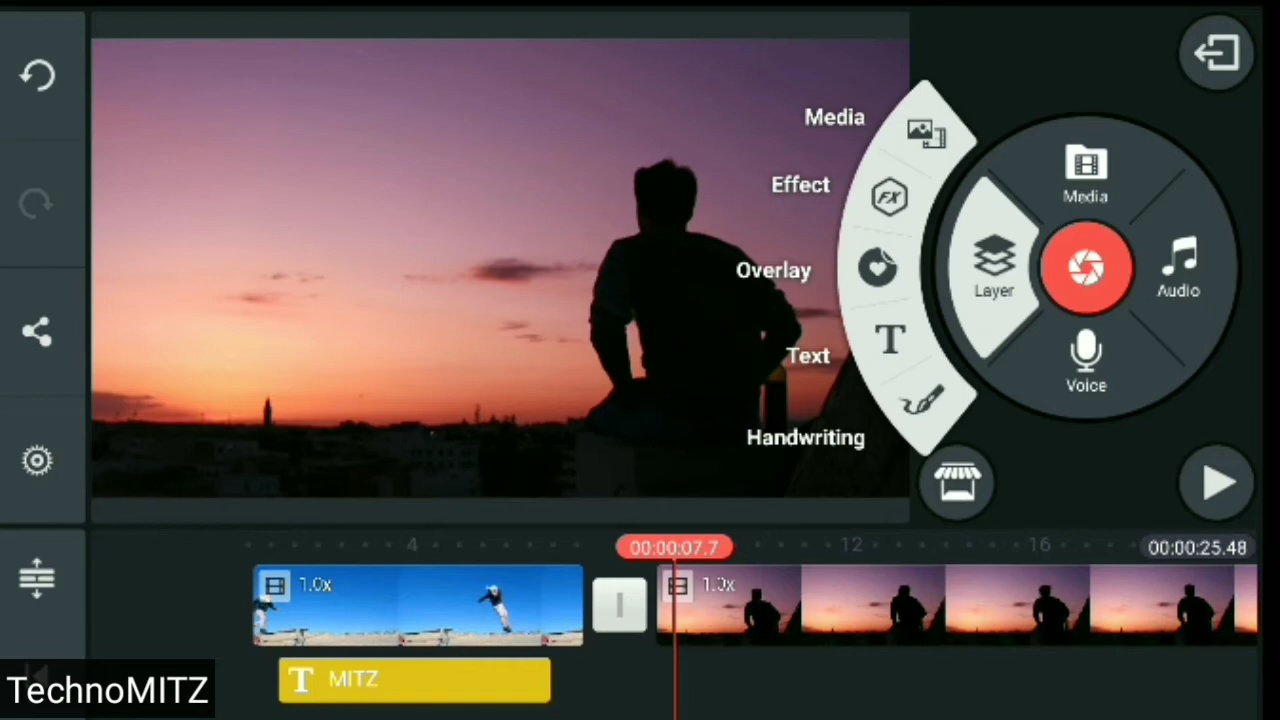 Media
Effect
Overlay
Text
Handwriting
Media
Layer
Audio
Voice
FX
T
4
00:00:07.7
12
16
00:00:25.48
1.0x
1.0x
T MITZ
TechnoMITZ